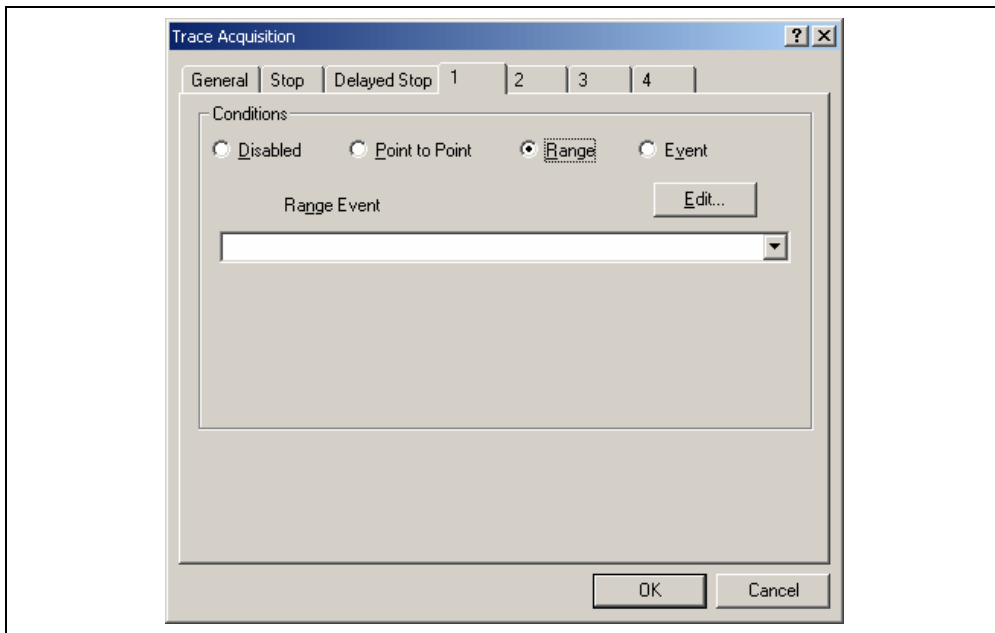 Trace Acquisition
General Stop Delayed Stop 1 2 3 4
Conditions
Disabled Point to Point Range Event
Range Event Edit...
OK Cancel